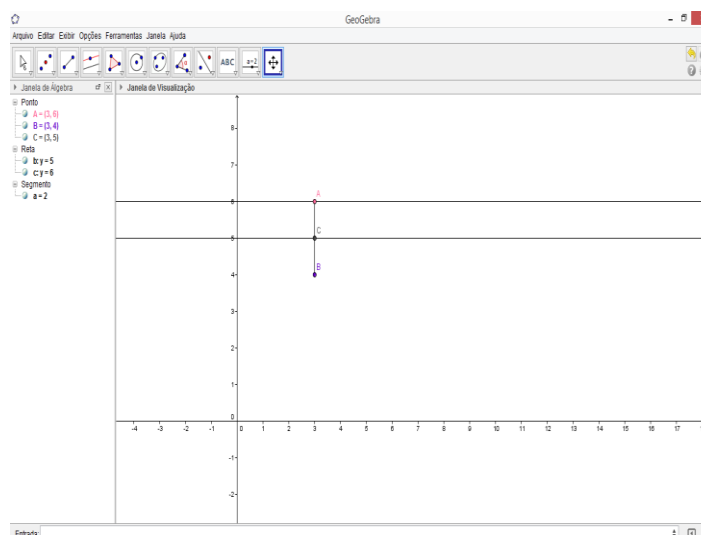 GeoGebra
Arquivo Editar Exibir Opções Ferramentas Janela Ajuda
ABC a=2
Janela de Álgebra
Ponto
A = (3, 6)
B = (3, 4)
C = (3, 5)
Reta
b: y = 5
c: y = 6
Segmento
a = 2
Janela de Visualização
8
7
6
5
4
3
2
1
0
-1
-2
-4 -3 -2 -1 0 1 2 3 4 5 6 7 8 9 10 11 12 13 14 15 16 17
A
C
B
Entrada: